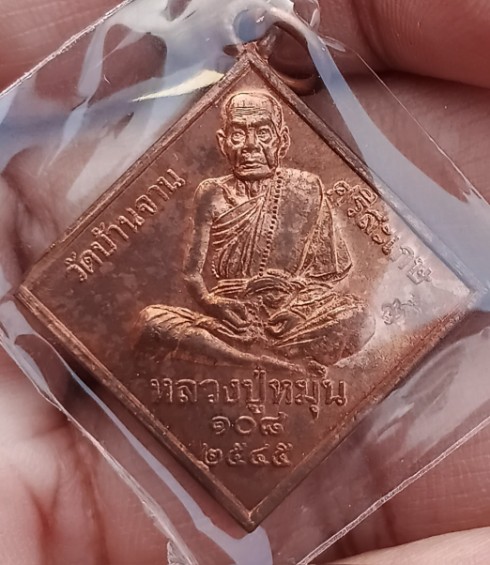 วัดบ้านจาน
ศรีสะเกษ
หลวงปู่หมุน
๑๐๘
๒๕๔๕